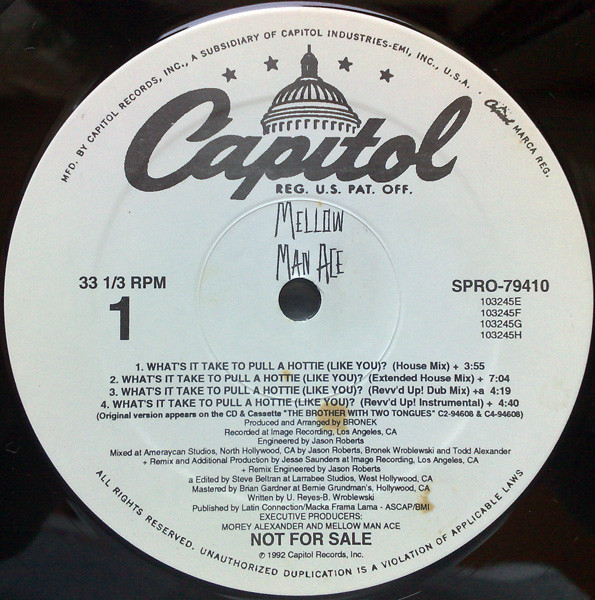 MFD. BY CAPITOL RECORDS, INC., A SUBSIDIARY OF CAPITOL INDUSTRIES-EMI, INC., U.S.A. . Capitol MARCA REG.
Capitol
REG. U.S. PAT. OFF.
MELLOW
MAN ACE
33 1/3 RPM
1
SPRO-79410
103245E
103245F
103245G
103245H
1. WHAT'S IT TAKE TO PULL A HOTTIE (LIKE YOU)? (House Mix) + 3:55
2. WHAT'S IT TAKE TO PULL A HOTTIE (LIKE YOU)? (Extended House Mix) + 7:04
3. WHAT'S IT TAKE TO PULL A HOTTIE (LIKE YOU)? (Revv'd Up! Dub Mix) +a 4:19
4. WHAT'S IT TAKE TO PULL A HOTTIE (LIKE YOU)? (Revv'd Up! Instrumental) + 4:40
(Original version appears on the CD & Cassette "THE BROTHER WITH TWO TONGUES" C2-94608 & C4-94608)
Produced and Arranged by BRONEK
Recorded at Image Recording, Los Angeles, CA
Engineered by Jason Roberts
Mixed at Ameraycan Studios, North Hollywood, CA by Jason Roberts, Bronek Wroblewski and Todd Alexander
+ Remix and Additional Production by Jesse Saunders at Image Recording, Los Angeles, CA
+ Remix Engineered by Jason Roberts
a Edited by Steve Beltran at Larrabee Studios, West Hollywood, CA
Mastered by Brian Gardner at Bernie Grundman's, Hollywood, CA
Written by U. Reyes-B. Wroblewski
Published by Latin Connection/Macka Frama Lama - ASCAP/BMI
EXECUTIVE PRODUCERS:
MOREY ALEXANDER AND MELLOW MAN ACE
NOT FOR SALE
℗ 1992 Capitol Records, Inc.
ALL RIGHTS RESERVED. UNAUTHORIZED DUPLICATION IS A VIOLATION OF APPLICABLE LAWS